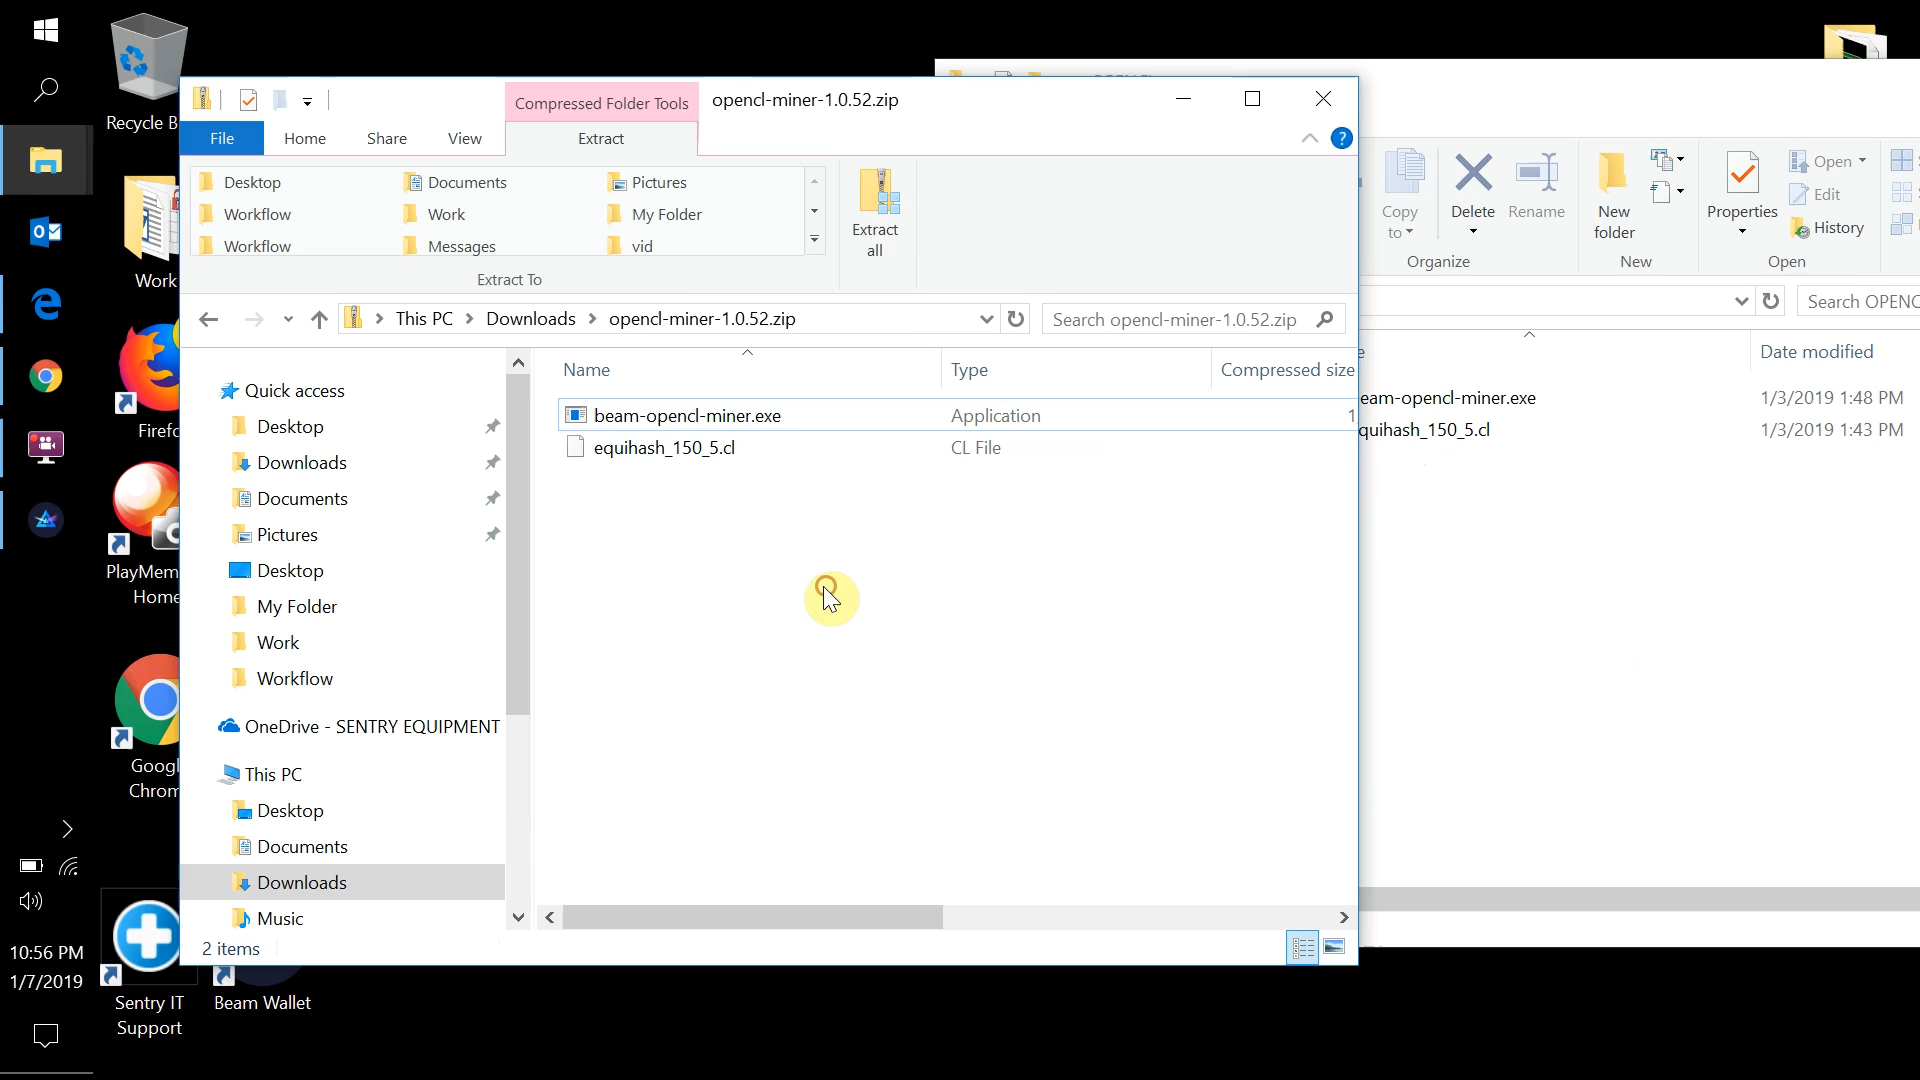 Recycle B
Work
Firefo
PlayMem
Home
Googl
Chrom
10:56 PM
1/7/2019
Sentry IT
Support
Beam Wallet
Compressed Folder Tools
opencl-miner-1.0.52.zip
File
Home
Share
View
Extract
?
Desktop
Documents
Pictures
Workflow
Work
My Folder
Workflow
Messages
vid
Extract
all
Extract To
This PC
Downloads
opencl-miner-1.0.52.zip
Search opencl-miner-1.0.52.zip
Name
Type
Compressed size
beam-opencl-miner.exe
Application
1
equihash_150_5.cl
CL File
Quick access
Desktop
Downloads
Documents
Pictures
Desktop
My Folder
Work
Workflow
OneDrive - SENTRY EQUIPMENT
This PC
Desktop
Documents
Downloads
Music
2 items
Copy
to
Delete
Rename
Organize
New
folder
New
Properties
Open
Edit
History
Open
Search OPENC
e
Date modified
eam-opencl-miner.exe
1/3/2019 1:48 PM
quihash_150_5.cl
1/3/2019 1:43 PM